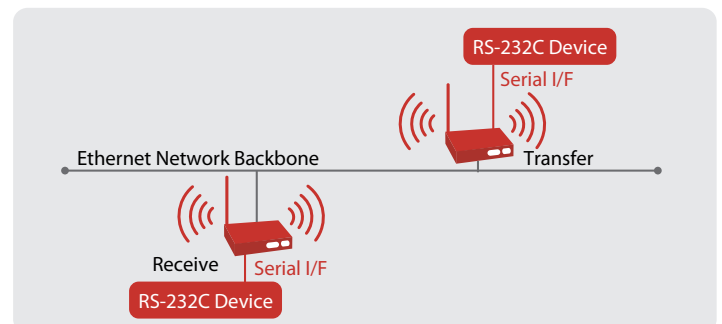 RS-232C Device
Serial I/F
Ethernet Network Backbone
Transfer
Receive
Serial I/F
RS-232C Device